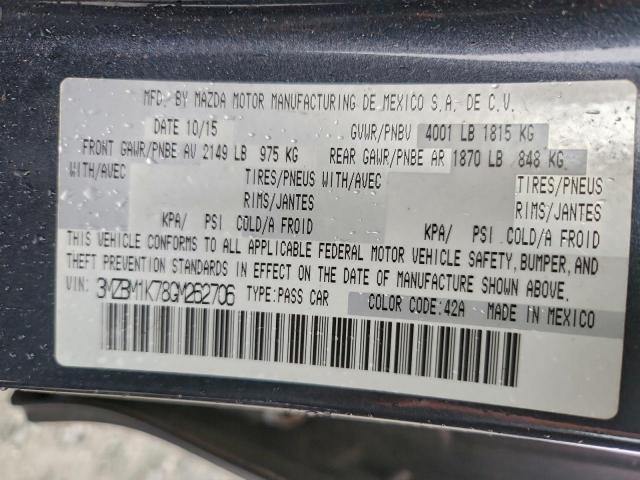 MFD. BY MAZDA MOTOR MANUFACTURING DE MEXICO S.A. DE C.V.
DATE 10/15 GVWR/PNBV 4001 LB 1815 KG
FRONT GAWR/PNBE AV 2149 LB 975 KG REAR GAWR/PNBE AR 1870 LB 848 KG
WITH/AVEC TIRES/PNEUS WITH/AVEC TIRES/PNEUS
RIMS/JANTES RIMS/JANTES
KPA/ PSI COLD/A FROID KPA/ PSI COLD/A FROID
THIS VEHICLE CONFORMS TO ALL APPLICABLE FEDERAL MOTOR VEHICLE SAFETY, BUMPER, AND
THEFT PREVENTION STANDARDS IN EFFECT ON THE DATE OF MANUFACTURE SHOWN ABOVE.
VIN: 3MZBM1K78GM262706 TYPE:PASS CAR COLOR CODE:42A MADE IN MEXICO